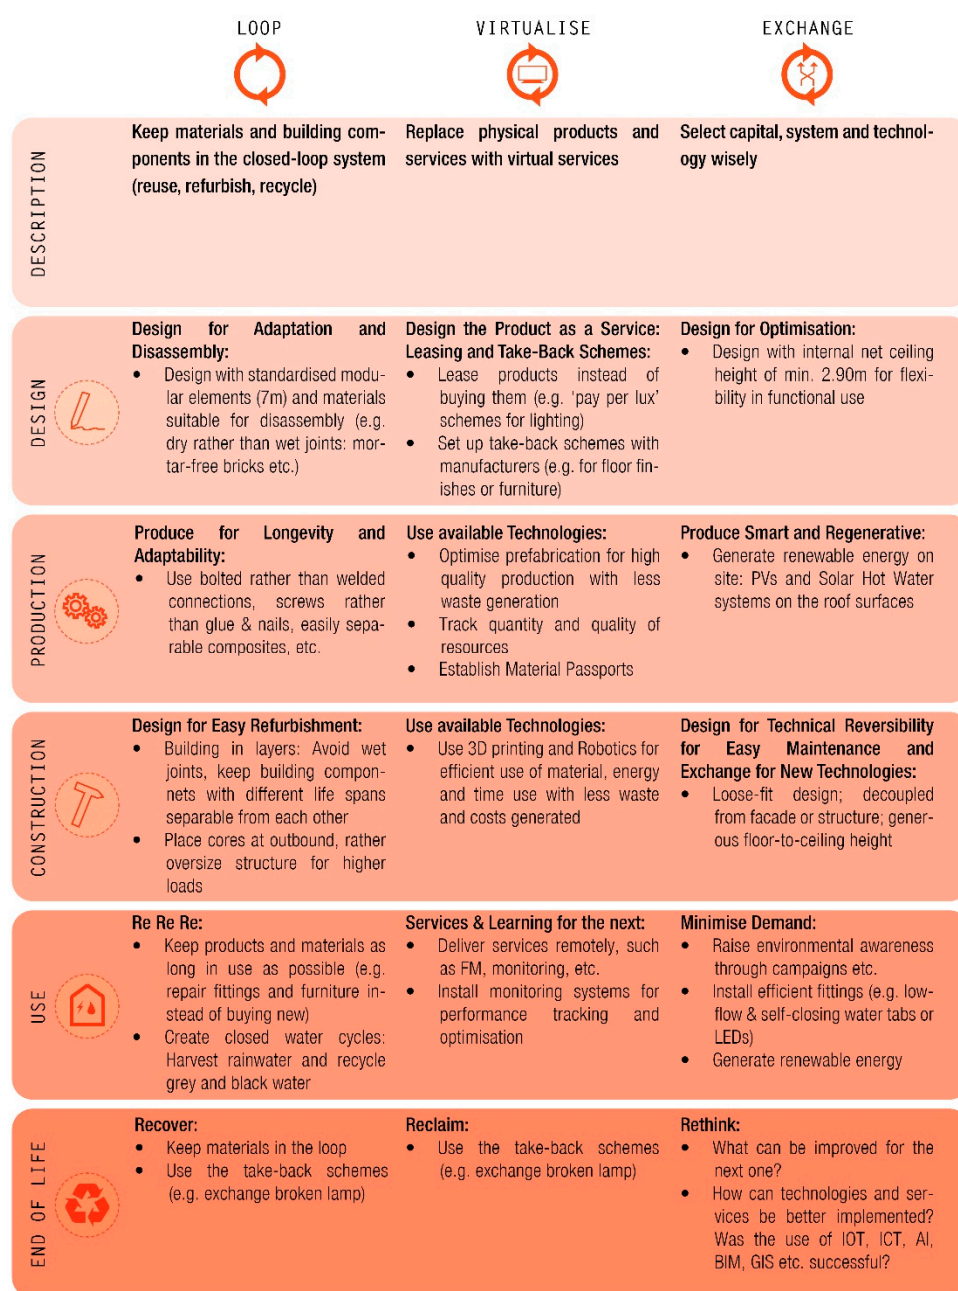 LOOP
VIRTUALISE
EXCHANGE
DESCRIPTION
Keep materials and building com-
ponents in the closed-loop system
(reuse, refurbish, recycle)
Replace physical products and
services with virtual services
Select capital, system and technol-
ogy wisely
DESIGN
Design for Adaptation and
Disassembly:
• Design with standardised modu-
lar elements (7m) and materials
suitable for disassembly (e.g.
dry rather than wet joints: mor-
tar-free bricks etc.)
Design the Product as a Service:
Leasing and Take-Back Schemes:
• Lease products instead of
buying them (e.g. 'pay per lux'
schemes for lighting)
• Set up take-back schemes with
manufacturers (e.g. for floor fin-
ishes or furniture)
Design for Optimisation:
• Design with internal net ceiling
height of min. 2.90m for flexi-
bility in functional use
PRODUCTION
Produce for Longevity and
Adaptability:
• Use bolted rather than welded
connections, screws rather
than glue & nails, easily sepa-
rable composites, etc.
Use available Technologies:
• Optimise prefabrication for high
quality production with less
waste generation
• Track quantity and quality of
resources
• Establish Material Passports
Produce Smart and Regenerative:
• Generate renewable energy on
site: PVs and Solar Hot Water
systems on the roof surfaces
CONSTRUCTION
Design for Easy Refurbishment:
• Building in layers: Avoid wet
joints, keep building compon-
nets with different life spans
separable from each other
• Place cores at outbound, rather
oversize structure for higher
loads
Use available Technologies:
• Use 3D printing and Robotics for
efficient use of material, energy
and time use with less waste
and costs generated
Design for Technical Reversibility
for Easy Maintenance and
Exchange for New Technologies:
• Loose-fit design; decoupled
from facade or structure; gener-
ous floor-to-ceiling height
USE
Re Re Re:
• Keep products and materials as
long in use as possible (e.g.
repair fittings and furniture in-
stead of buying new)
• Create closed water cycles:
Harvest rainwater and recycle
grey and black water
Services & Learning for the next:
• Deliver services remotely, such
as FM, monitoring, etc.
• Install monitoring systems for
performance tracking and
optimisation
Minimise Demand:
• Raise environmental awareness
through campaigns etc.
• Install efficient fittings (e.g. low-
flow & self-closing water tabs or
LEDs)
• Generate renewable energy
END OF LIFE
Recover:
• Keep materials in the loop
• Use the take-back schemes
(e.g. exchange broken lamp)
Reclaim:
• Use the take-back schemes
(e.g. exchange broken lamp)
Rethink:
• What can be improved for the
next one?
• How can technologies and ser-
vices be better implemented?
Was the use of IOT, ICT, AI,
BIM, GIS etc. successful?